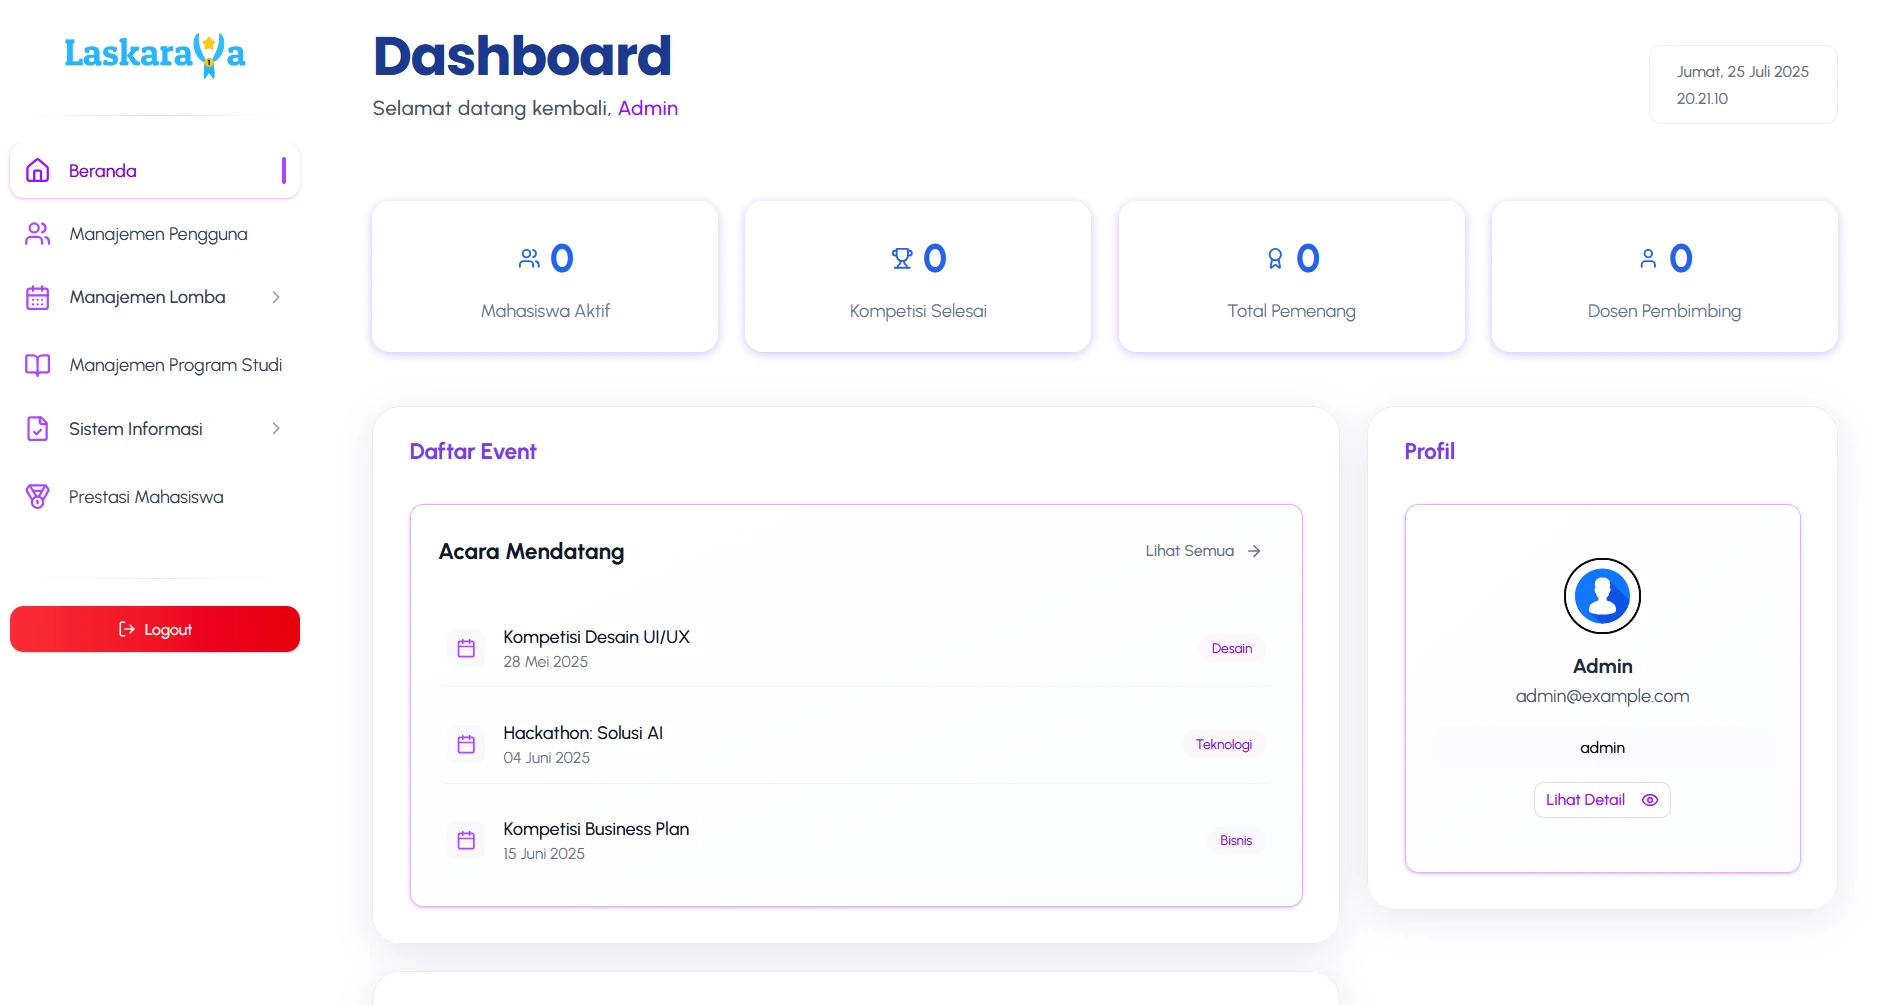 Laskaraya
Beranda
Manajemen Pengguna
Manajemen Lomba
Manajemen Program Studi
Sistem Informasi
Prestasi Mahasiswa
Logout
Dashboard
Selamat datang kembali, Admin
Jumat, 25 Juli 2025
20.21.10
0
Mahasiswa Aktif
0
Kompetisi Selesai
0
Total Pemenang
0
Dosen Pembimbing
Daftar Event
Acara Mendatang
Lihat Semua
Kompetisi Desain UI/UX
28 Mei 2025
Desain
Hackathon: Solusi AI
04 Juni 2025
Teknologi
Kompetisi Business Plan
15 Juni 2025
Bisnis
Profil
Admin
admin@example.com
admin
Lihat Detail